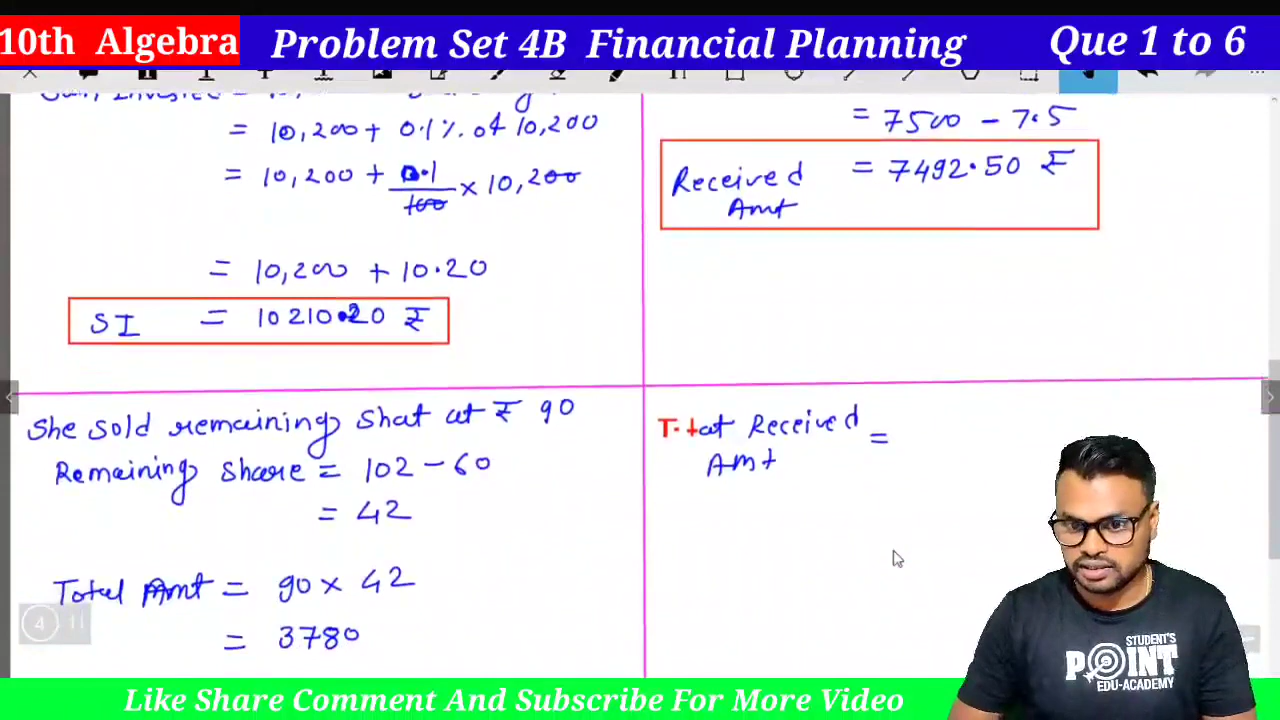 10th Algebra
Problem Set 4B Financial Planning
Que 1 to 6
= 10,200 + 0.1% of 10,200
= 10,200 + 0.1/100 × 10,200
= 10,200 + 10.20
SI = 10210.20 ₹
= 7500 - 7.5
Received Amt = 7492.50 ₹
She sold remaining Shat at ₹ 90
Remaining share = 102 - 60
= 42
Total Amt = 90 × 42
= 3780
Received
Amt
=
4
STUDENT'S
POINT
EDU-ACADEMY
Like Share Comment And Subscribe For More Video